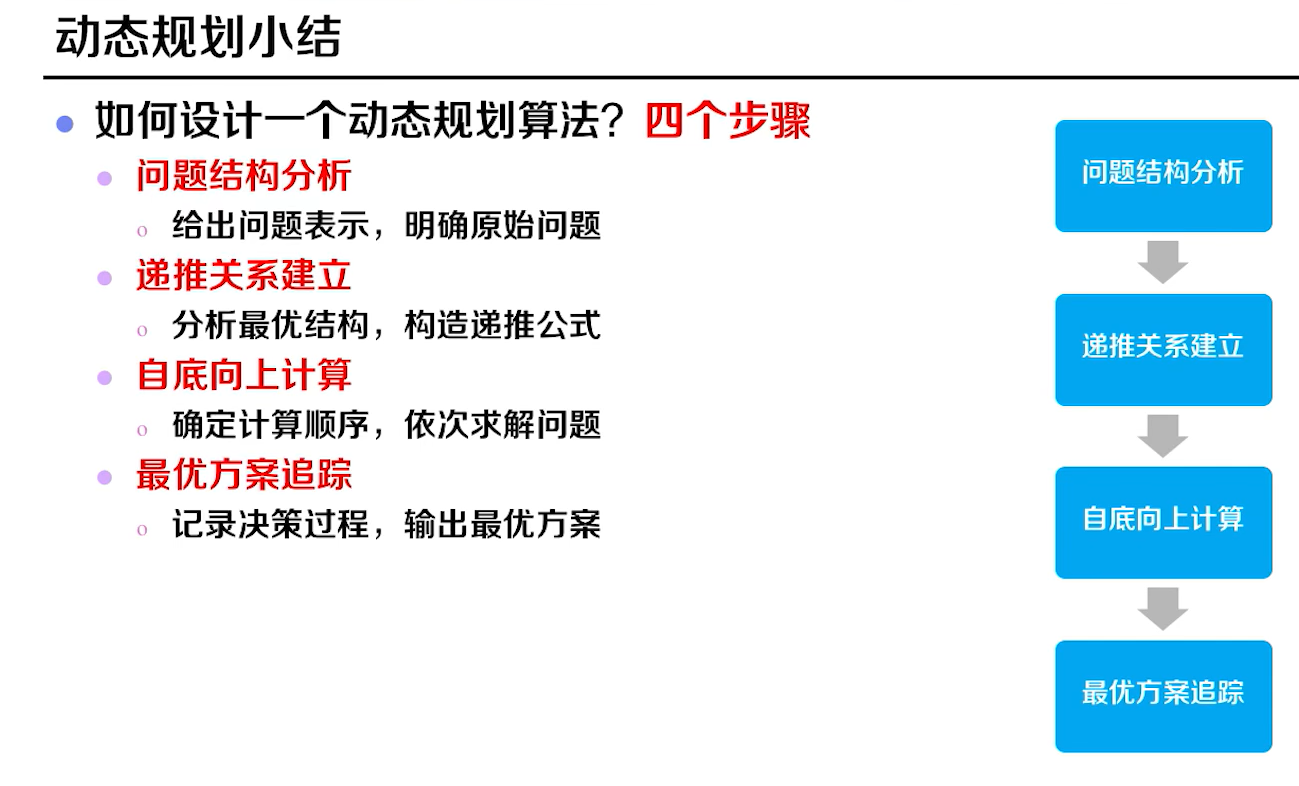 动态规划小结
如何设计一个动态规划算法？四个步骤
问题结构分析
给出问题表示，明确原始问题
递推关系建立
分析最优结构，构造递推公式
自底向上计算
确定计算顺序，依次求解问题
最优方案追踪
记录决策过程，输出最优方案
问题结构分析
递推关系建立
自底向上计算
最优方案追踪